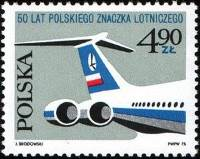 50 LAT POLSKIEGO ZNACZKA LOTNICZEGO
4.90
ZŁ
POLSKA
J. BRODOWSKI
PWPW 75